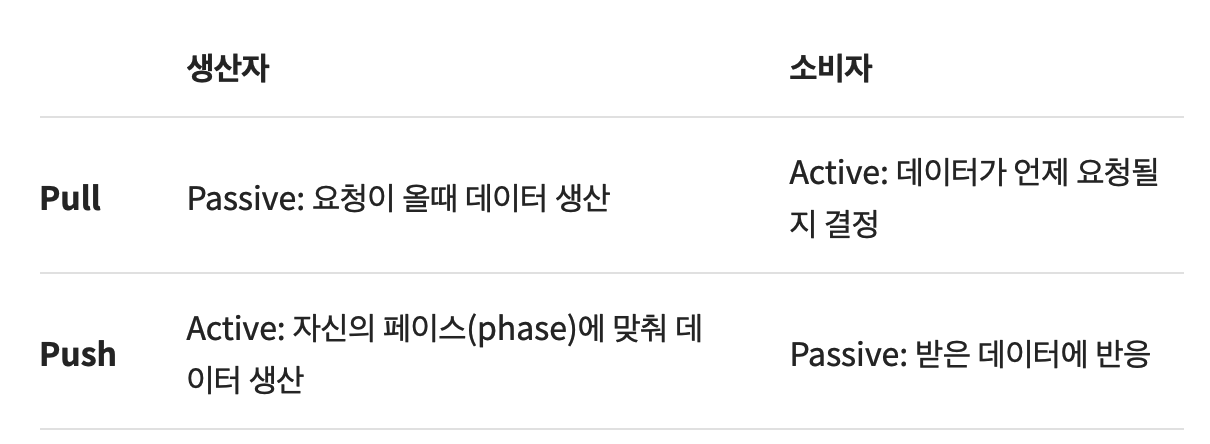 생산자 소비자
Pull Passive: 요청이 올때 데이터 생산 Active: 데이터가 언제 요청될
지 결정
Push Active: 자신의 페이스(phase)에 맞춰 데
이터 생산 Passive: 받은 데이터에 반응